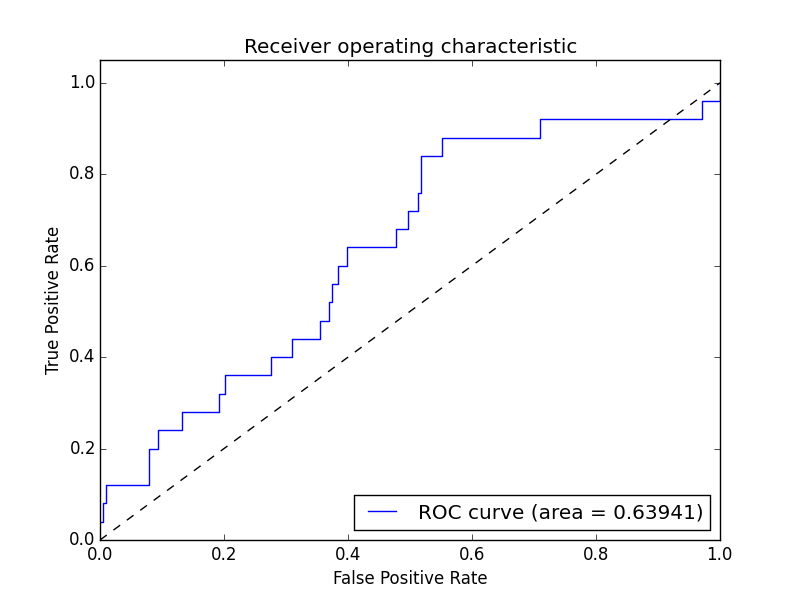 Receiver operating characteristic
1.0
0.8
0.6
0.4
0.2
0.0
True Positive Rate
ROC curve (area = 0.63941)
0.0 0.2 0.4 0.6 0.8 1.0
False Positive Rate